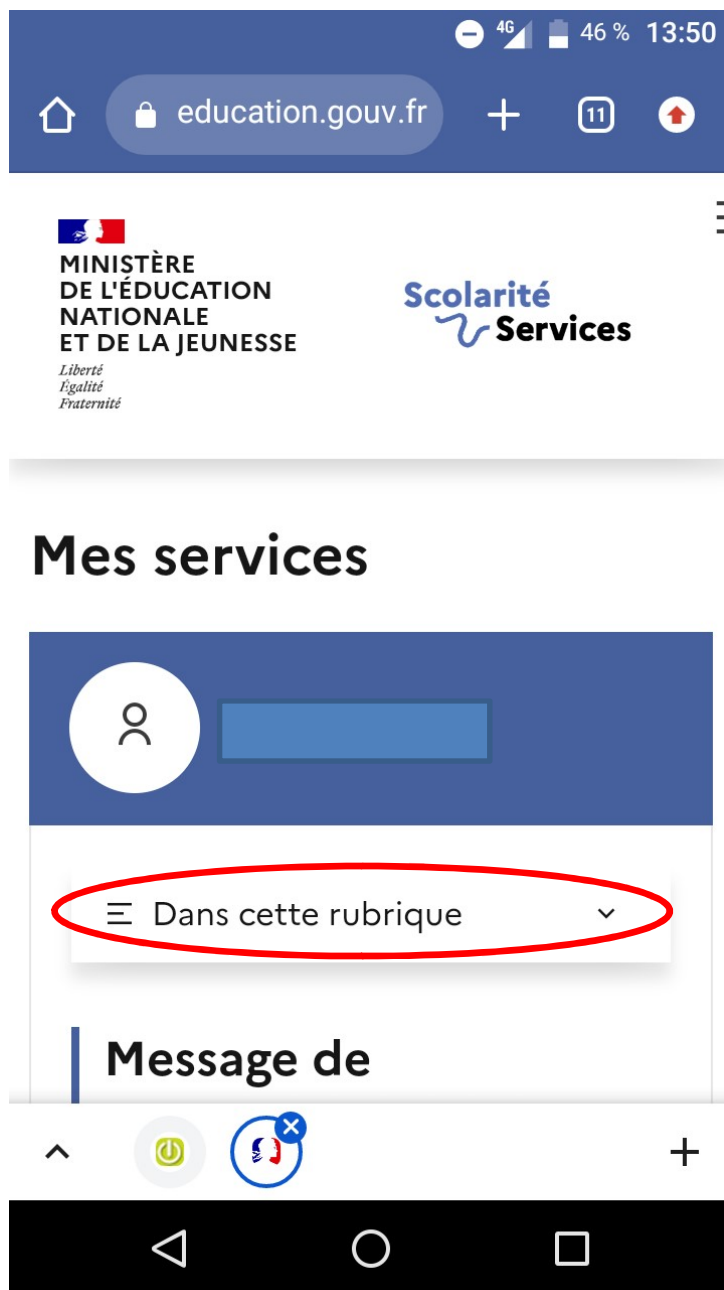 4G 46 % 13:50
education.gouv.fr 11
MINISTÈRE
DE L'ÉDUCATION
NATIONALE
ET DE LA JEUNESSE
Liberté
Égalité
Fraternité
Scolarité
Services
Mes services
Dans cette rubrique
Message de